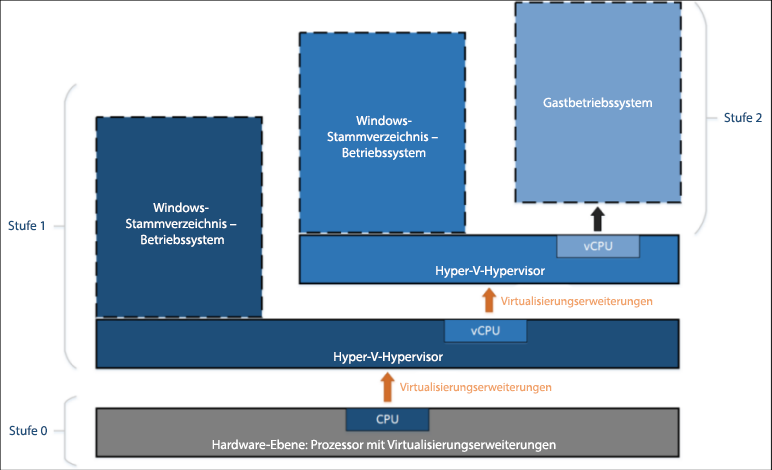 Gastbetriebssystem
Stufe 2
Windows-
Stammverzeichnis –
Betriebssystem
Windows-
Stammverzeichnis –
Betriebssystem
Stufe 1
vCPU
Hyper-V-Hypervisor
Virtualisierungserweiterungen
vCPU
Hyper-V-Hypervisor
Virtualisierungserweiterungen
Stufe 0
CPU
Hardware-Ebene: Prozessor mit Virtualisierungserweiterungen